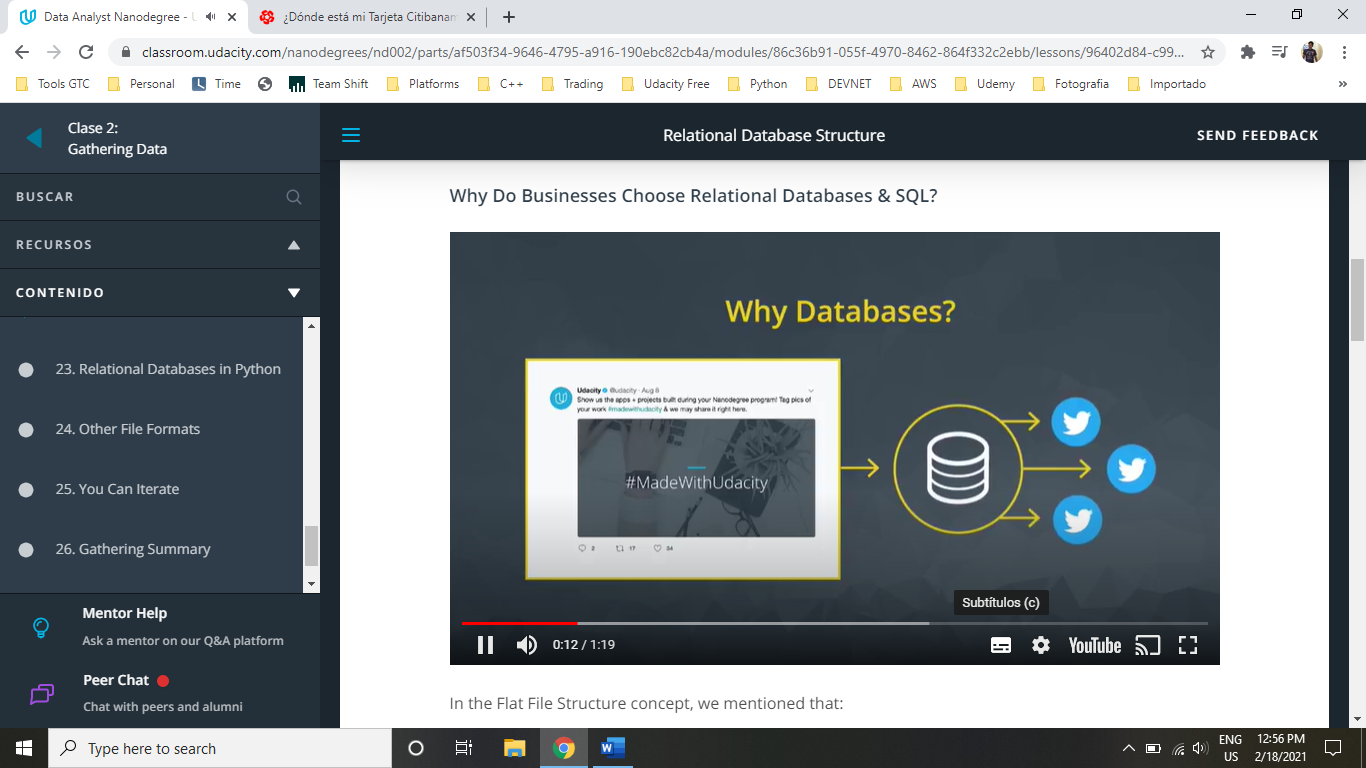 Data Analyst Nanodegree - U
¿Dónde está mi Tarjeta Citibanam
classroom.udacity.com/nanodegrees/nd002/parts/af503f34-9646-4795-a916-190ebc82cb4a/modules/86c36b91-055f-4970-8462-864f332c2ebb/lessons/96402d84-c99...
Tools GTC
Personal
Time
Team Shift
Platforms
C++
Trading
Udacity Free
Python
DEVNET
AWS
Udemy
Fotografia
Importado
»
Clase 2:
Gathering Data
Relational Database Structure
SEND FEEDBACK
BUSCAR
RECURSOS
CONTENIDO
23. Relational Databases in Python
24. Other File Formats
25. You Can Iterate
26. Gathering Summary
Mentor Help
Ask a mentor on our Q&A platform
Peer Chat
Chat with peers and alumni
Why Do Businesses Choose Relational Databases & SQL?
Why Databases?
Udacity @udacity · Aug 8
Show us the apps + projects built during your Nanodegree program! Tag pics of
your work #madewithudacity & we may share it right here.
#MadeWithUdacity
2 17 84
Subtítulos (c)
0:12 / 1:19
YouTube
In the Flat File Structure concept, we mentioned that:
Type here to search
ENG
US
12:56 PM
2/18/2021